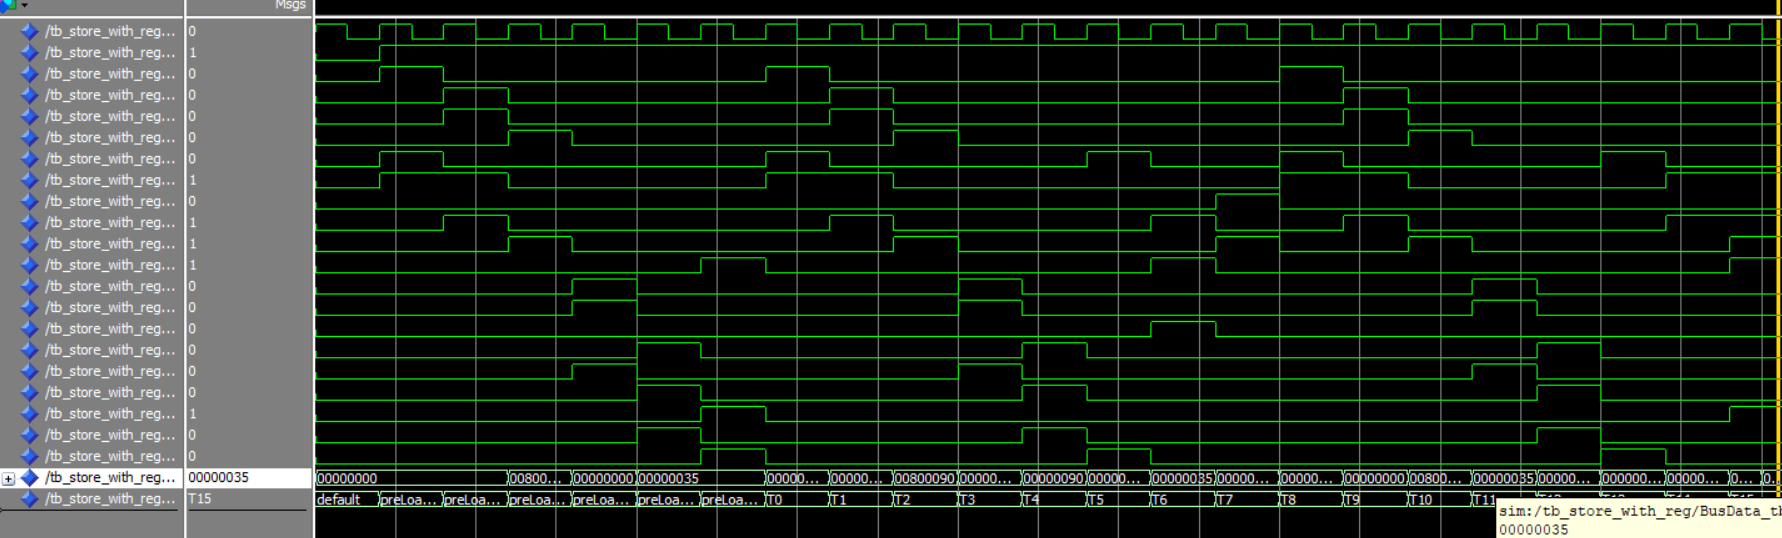 Msgs
/tb_store_with_reg... 0
/tb_store_with_reg... 1
/tb_store_with_reg... 0
/tb_store_with_reg... 0
/tb_store_with_reg... 0
/tb_store_with_reg... 0
/tb_store_with_reg... 0
/tb_store_with_reg... 1
/tb_store_with_reg... 0
/tb_store_with_reg... 1
/tb_store_with_reg... 1
/tb_store_with_reg... 1
/tb_store_with_reg... 0
/tb_store_with_reg... 0
/tb_store_with_reg... 0
/tb_store_with_reg... 0
/tb_store_with_reg... 0
/tb_store_with_reg... 0
/tb_store_with_reg... 1
/tb_store_with_reg... 0
/tb_store_with_reg... 0
/tb_store_with_reg... 00000035 00000000 00800... 00000000 00000035 00000... 00000... 00800090 00000... 00000090 00000... 00000035 00000... 00000... 00000... 00000000 00800... 00000035 00000... 000000... 00000... 0... 0...
/tb_store_with_reg... T15 default preLoa... preLoa... preLoa... preLoa... preLoa... preLoa... T0 T1 T2 T3 T4 T5 T6 T7 T8 T9 T10 T11
sim:/tb_store_with_reg/BusData_tb
00000035